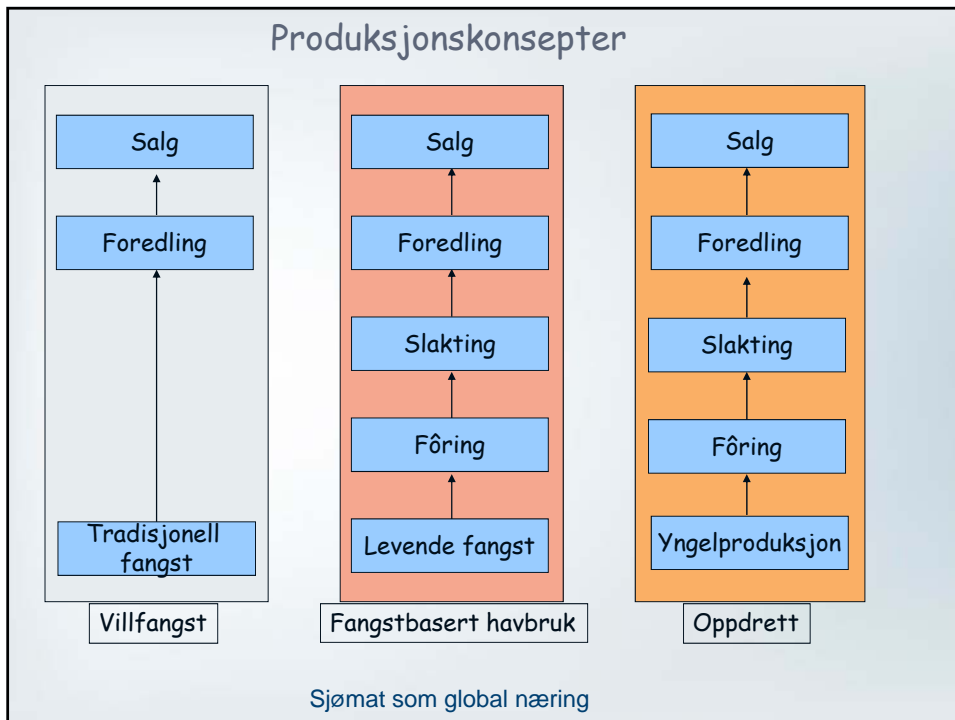 Produksjonskonsepter
Salg
Foredling
Tradisjonell
fangst
Villfangst
Salg
Foredling
Slakting
Fôring
Levende fangst
Fangstbasert havbruk
Salg
Foredling
Slakting
Fôring
Yngelproduksjon
Oppdrett
Sjømat som global næring